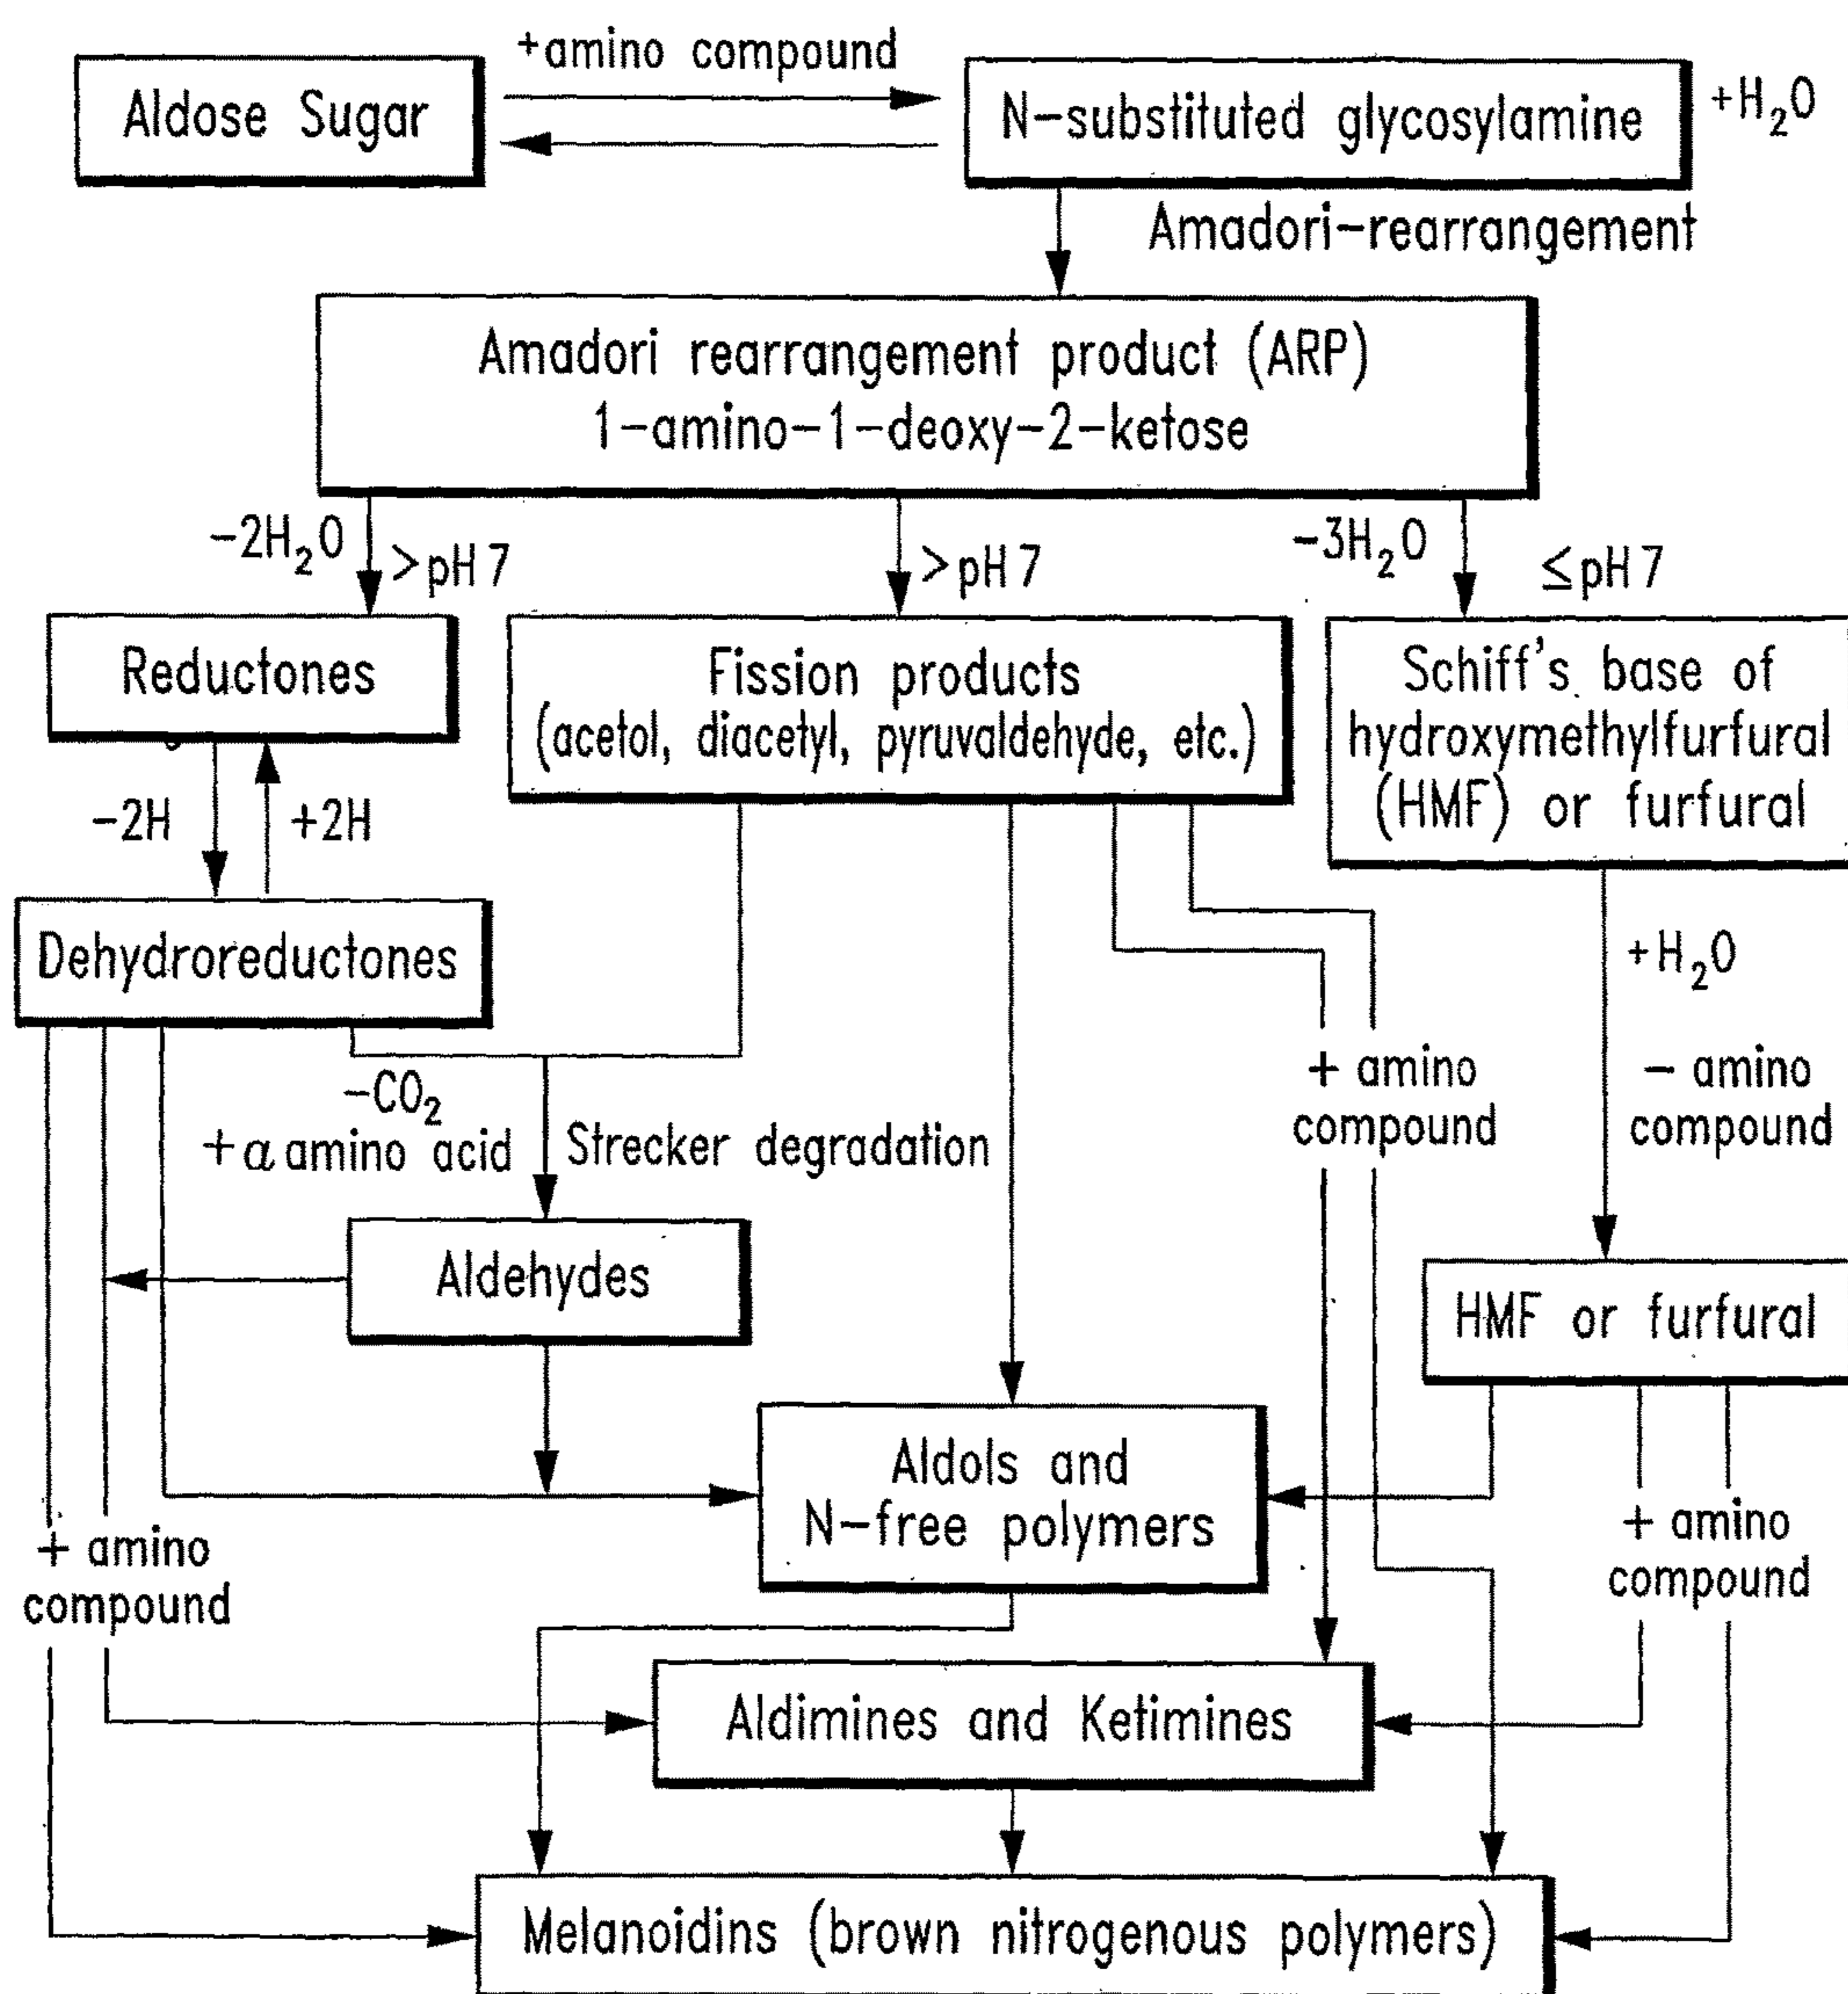 +amino compound
Aldose Sugar
N-substituted glycosylamine
+H₂O
Amadori-rearrangement
Amadori rearrangement product (ARP)
1-amino-1-deoxy-2-ketose
-2H₂O
>pH 7
>pH 7
-3H₂O
≤pH 7
Reductones
Fission products
(acetol, diacetyl, pyruvaldehyde, etc.)
Schiff's base of
hydroxymethylfurfural
(HMF) or furfural
-2H
+2H
Dehydroreductones
+H₂O
-CO₂
+α amino acid
Strecker degradation
+ amino
compound
- amino
compound
Aldehydes
HMF or furfural
Aldols and
N-free polymers
+ amino
compound
+ amino
compound
Aldimines and Ketimines
Melanoidins (brown nitrogenous polymers)